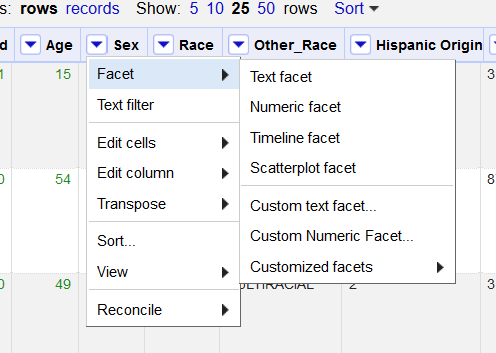 s: rows records Show: 5 10 25 50 rows Sort
d Age Sex Race Other_Race Hispanic Origin
1 15 Facet Text facet 3
Text filter Numeric facet
Edit cells Timeline facet
0 54 Edit column Scatterplot facet 8
Transpose Custom text facet...
Sort... Custom Numeric Facet...
View Customized facets
0 49 LTIRACIAL 2 3
Reconcile